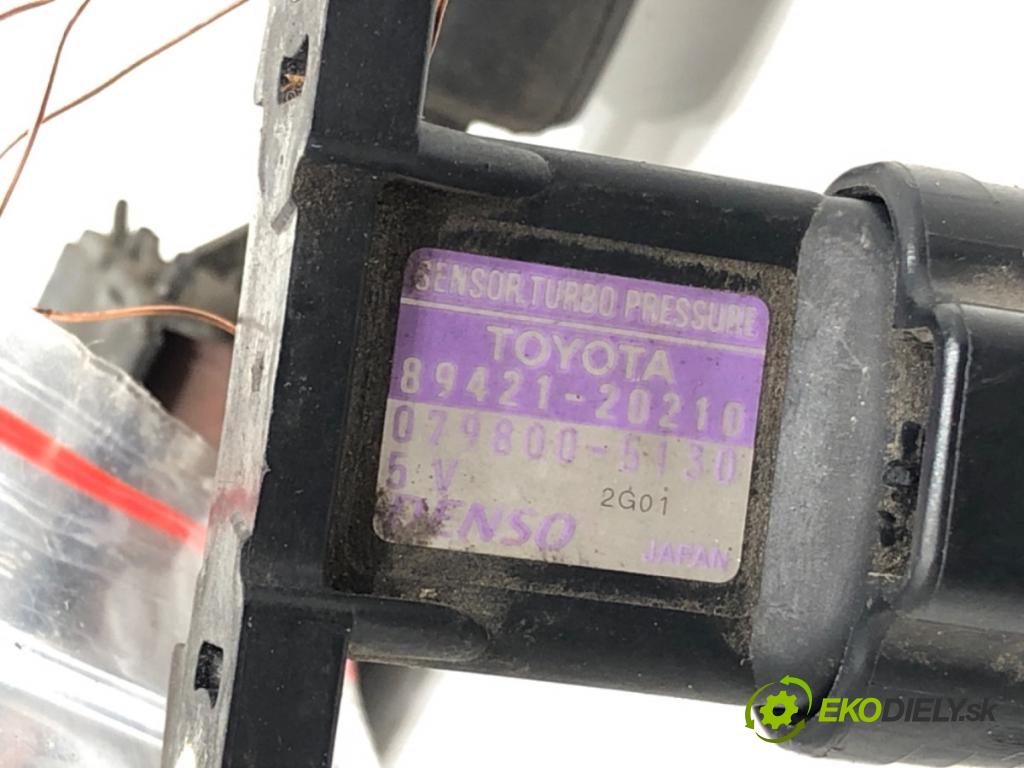 SENSOR,TURBO PRESSURE
TOYOTA
89421-20210
079800-5130
5 V
2G01
DENSO
JAPAN
EKODIELY.sk